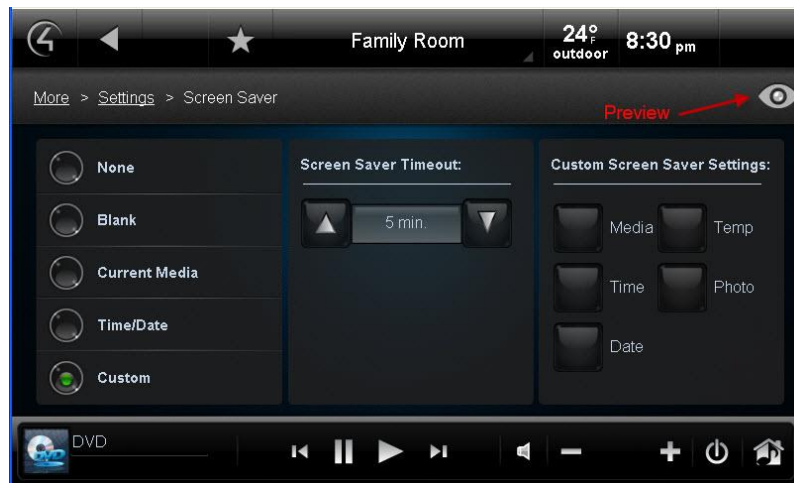 Family Room
24°F
outdoor
8:30 pm
More > Settings > Screen Saver
Preview
None
Blank
Current Media
Time/Date
Custom
Screen Saver Timeout:
5 min.
Custom Screen Saver Settings:
Media
Temp
Time
Photo
Date
DVD
DVD